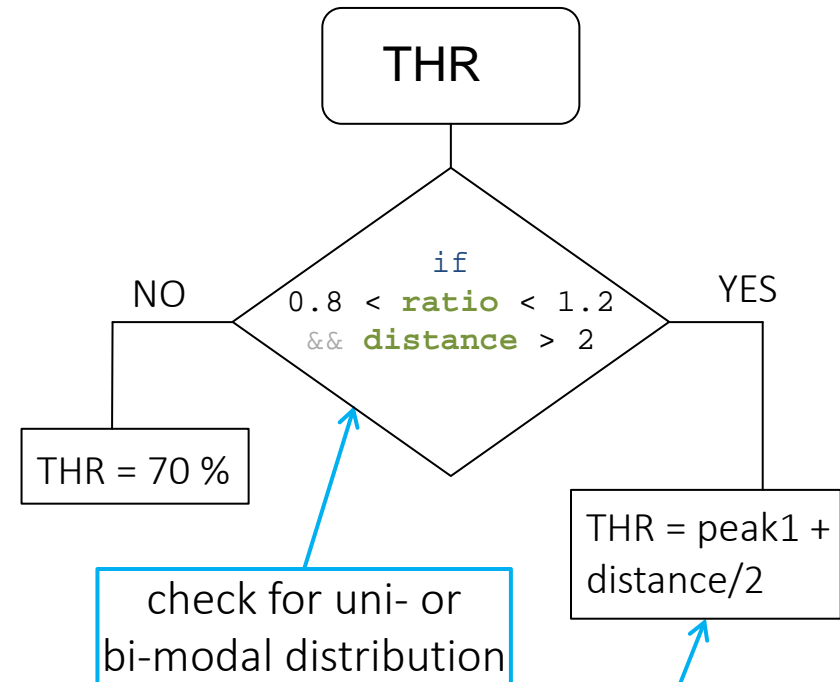 THR
if
0.8 < ratio < 1.2
&& distance > 2
NO
YES
THR = 70 %
THR = peak1 +
distance/2
check for uni- or
bi-modal distribution